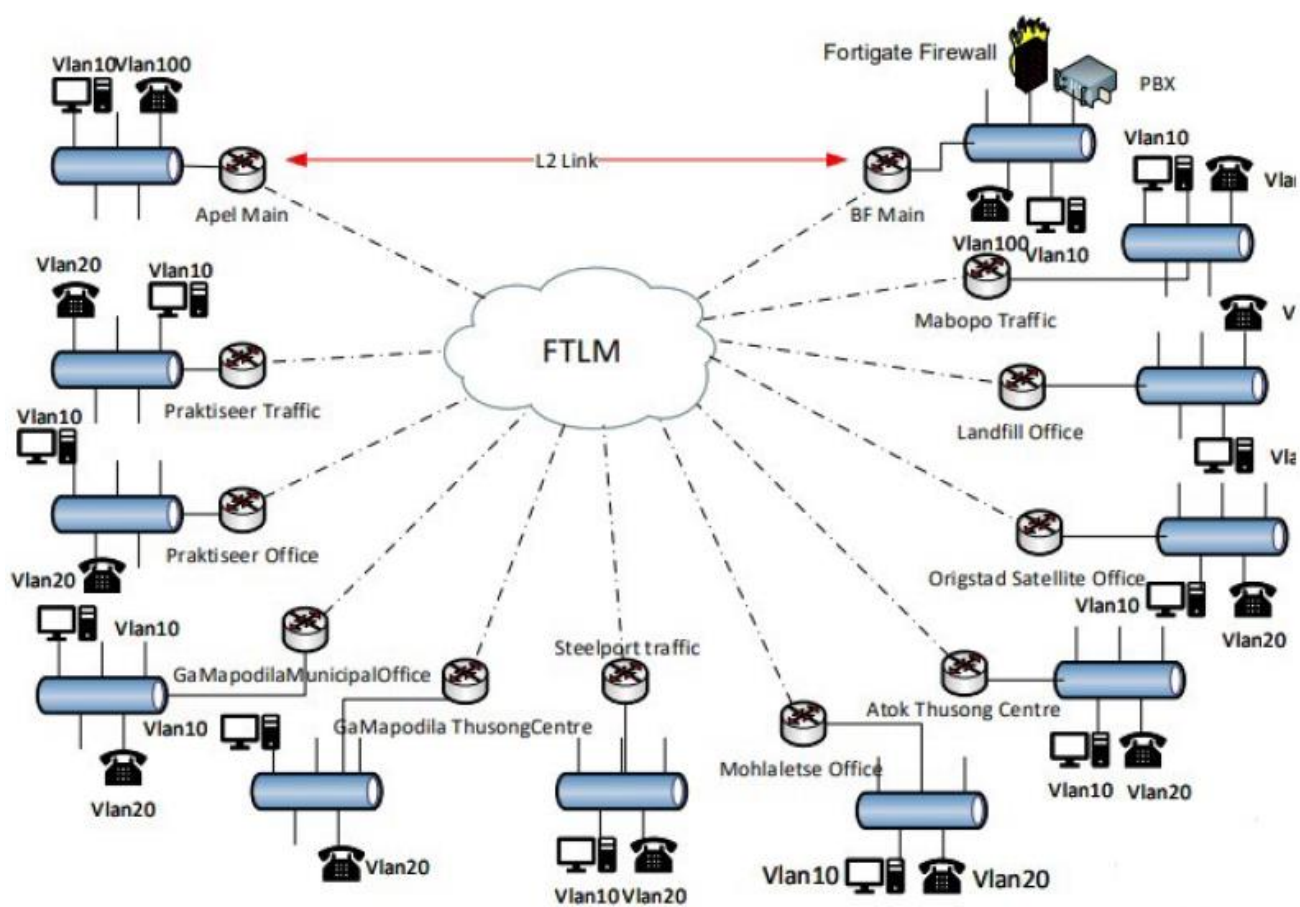 Vlan10
Vlan100
Fortigate Firewall
PBX
Vlan10
Vla
L2 Link
Apel Main
BF Main
Vlan100
Vlan10
Vlan20
Vlan10
FTLM
Mabopo Traffic
V
Praktiseer Traffic
Vlan10
Landfill Office
Vla
Praktiseer Office
Vlan20
Origstad Satellite Office
Vlan10
Vlan20
Vlan10
GaMapodilaMunicipalOffice
Steelport traffic
Vlan10
Vlan20
GaMapodila ThusongCentre
Atok Thusong Centre
Mohlaletse Office
Vlan10
Vlan20
Vlan20
Vlan10
Vlan20
Vlan10
Vlan20